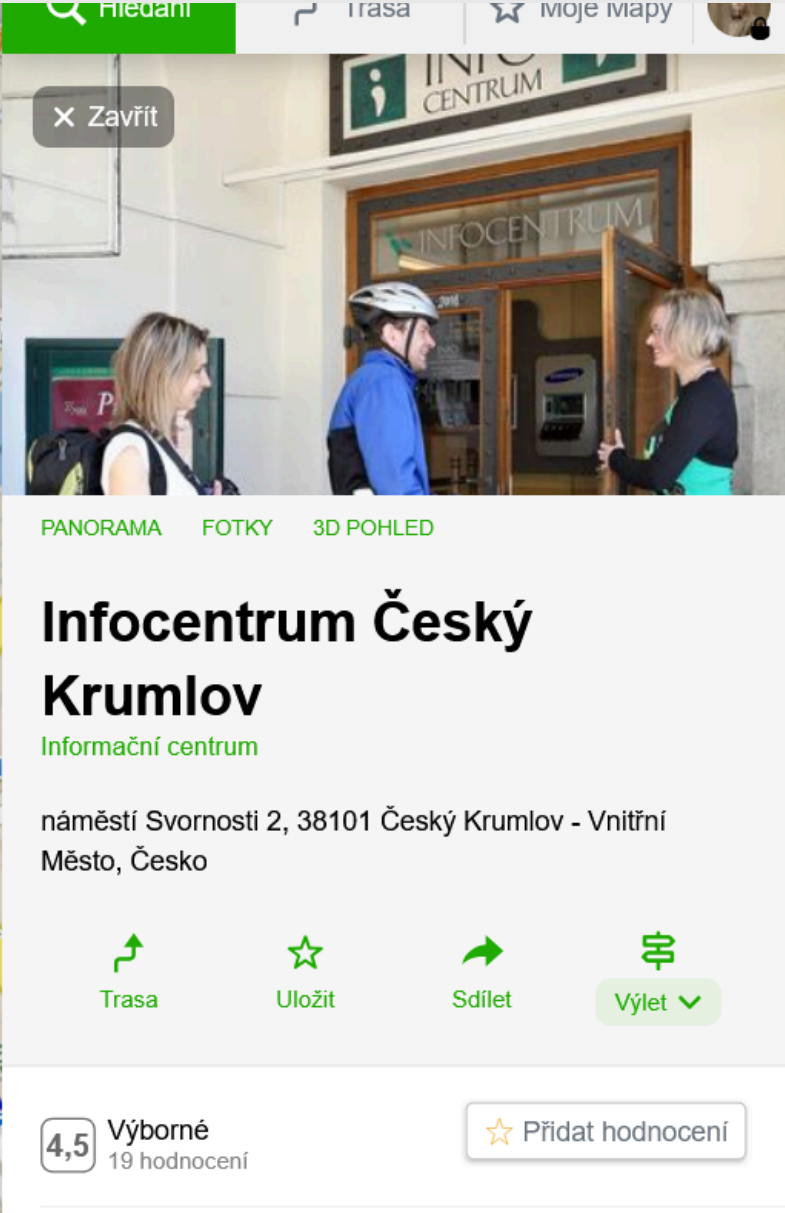 Hledání
Trasa
Moje Mapy
Zavřít
INFO
CENTRUM
INFOCENTRUM
SAMSUNG
PANORAMA FOTKY 3D POHLED
Infocentrum Český
Krumlov
Informační centrum
náměstí Svornosti 2, 38101 Český Krumlov - Vnitřní
Město, Česko
Trasa Uložit Sdílet Výlet
4,5
Výborné
19 hodnocení
Přidat hodnocení